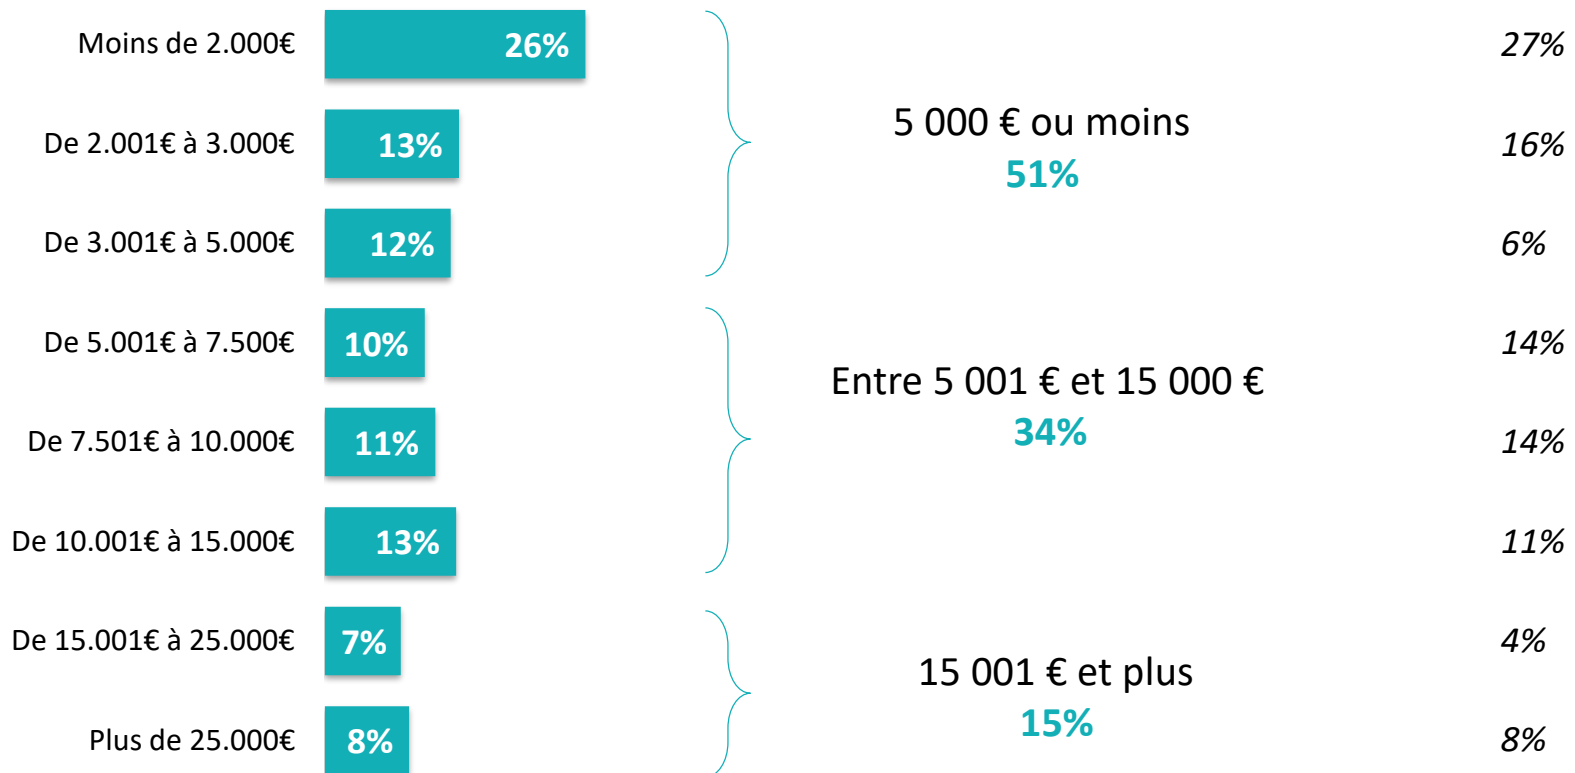 Moins de 2.000€ 26% 27%
De 2.001€ à 3.000€ 13% 16%
5 000 € ou moins
51%
De 3.001€ à 5.000€ 12% 6%
De 5.001€ à 7.500€ 10% 14%
Entre 5 001 € et 15 000 €
34%
De 7.501€ à 10.000€ 11% 14%
De 10.001€ à 15.000€ 13% 11%
De 15.001€ à 25.000€ 7% 4%
15 001 € et plus
15%
Plus de 25.000€ 8% 8%